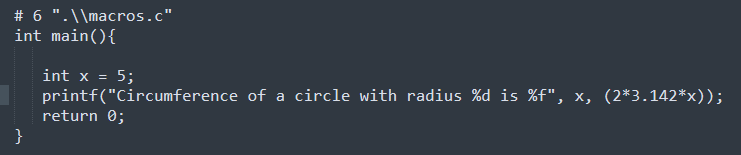 # 6 ".\\macros.c"
int main(){
int x = 5;
printf("Circumference of a circle with radius %d is %f", x, (2*3.142*x));
return 0;
}